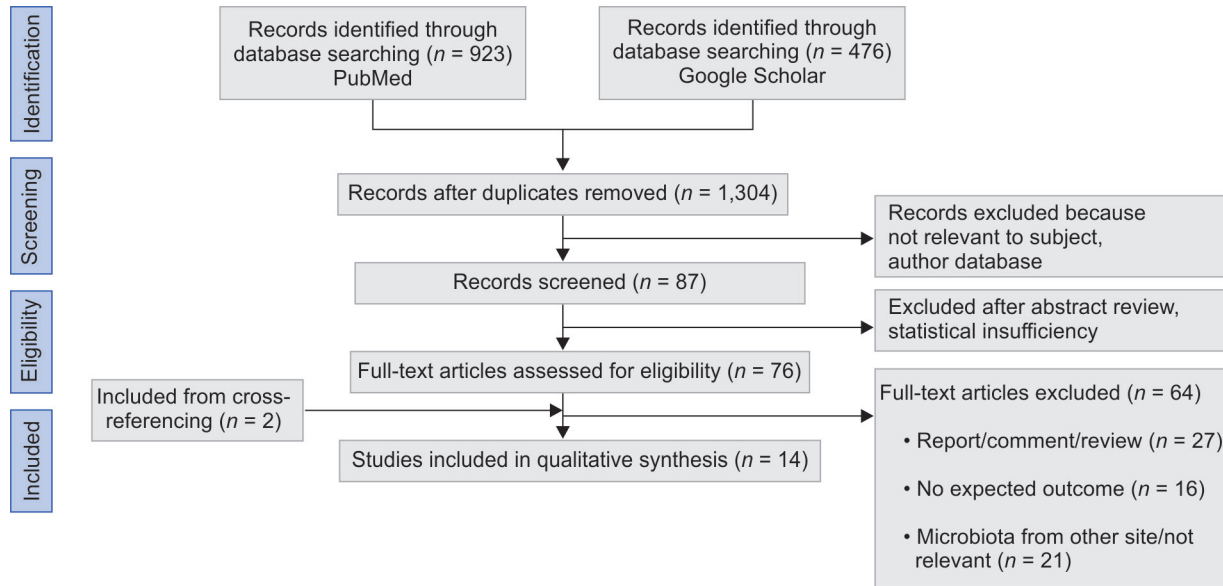 Identification
Records identified through
database searching (n = 923)
PubMed
Records identified through
database searching (n = 476)
Google Scholar
Screening
Records after duplicates removed (n = 1,304)
Records excluded because
not relevant to subject,
author database
Records screened (n = 87)
Eligibility
Excluded after abstract review,
statistical insufficiency
Full-text articles assessed for eligibility (n = 76)
Included from cross-
referencing (n = 2)
Full-text articles excluded (n = 64)
• Report/comment/review (n = 27)
• No expected outcome (n = 16)
• Microbiota from other site/not
relevant (n = 21)
Included
Studies included in qualitative synthesis (n = 14)